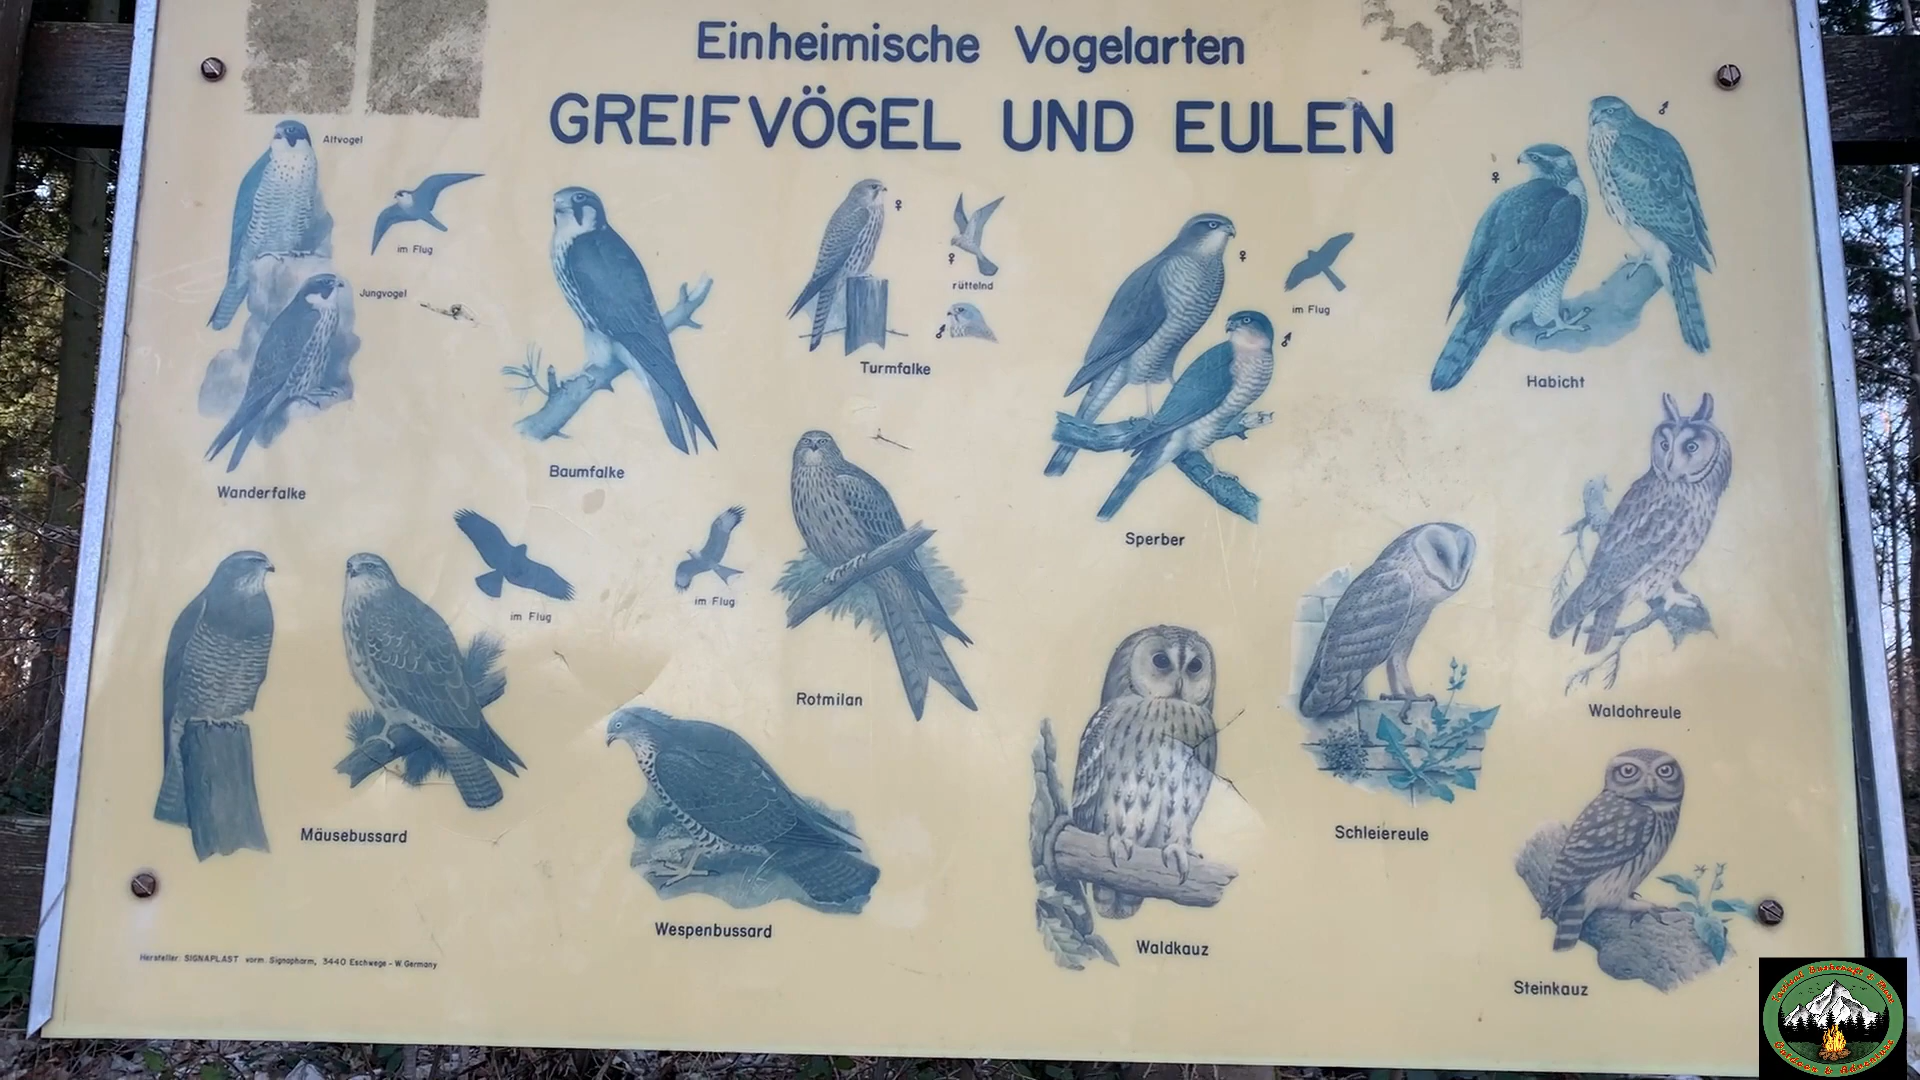 Einheimische Vogelarten
GREIFVÖGEL UND EULEN
Altvogel
im Flug
Jungvogel
Wanderfalke
Baumfalke
♀
♀
rüttelnd
♂
Turmfalke
♀
im Flug
♂
Sperber
♂
♀
Habicht
im Flug
Mäusebussard
im Flug
Rotmilan
Wespenbussard
Waldkauz
Schleiereule
Waldohreule
Steinkauz
Hersteller: SIGNAPLAST vorm. Signapharm, 3440 Eschwege - W. Germany